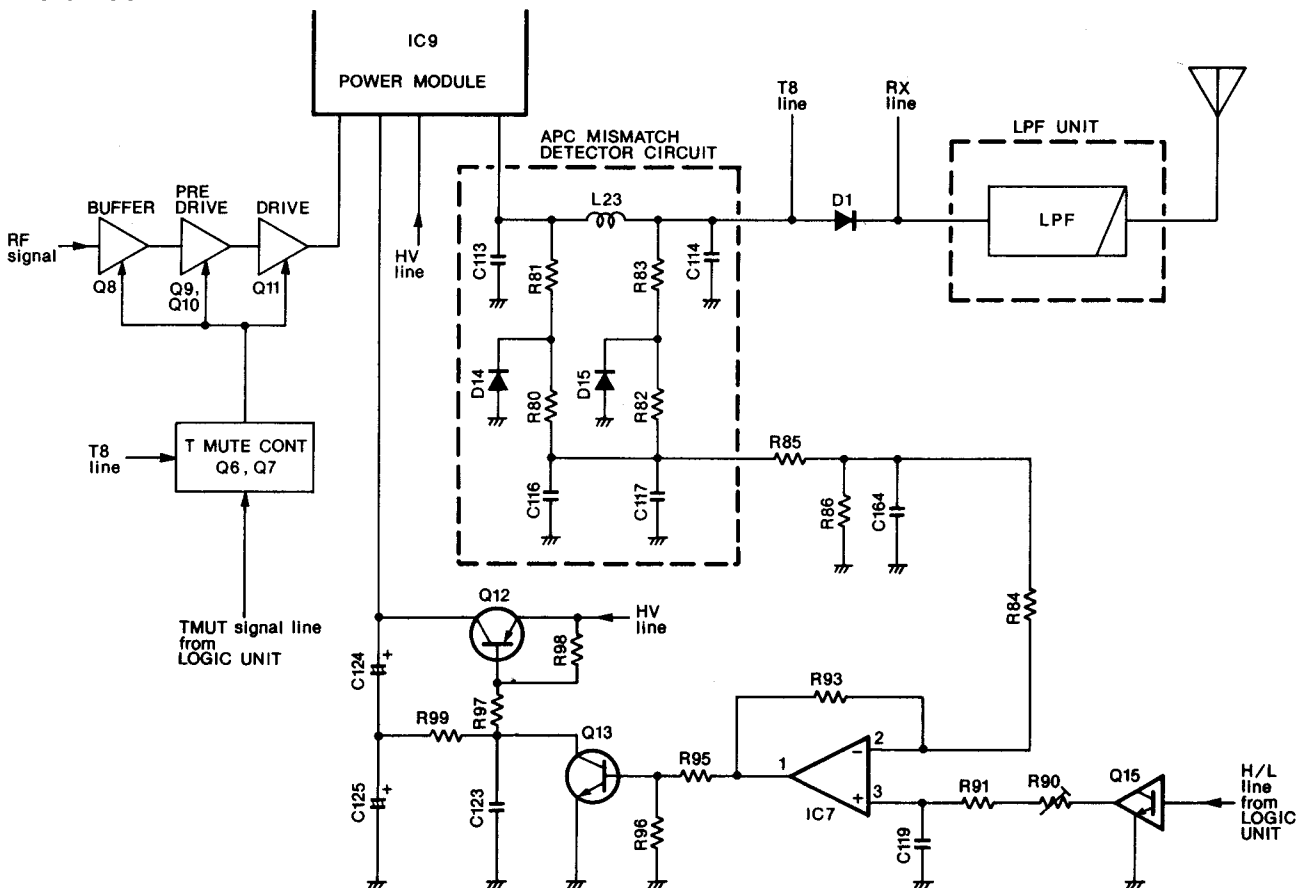 IC9
POWER MODULE
T8
line
RX
line
APC MISMATCH
DETECTOR CIRCUIT
LPF UNIT
BUFFER
PRE
DRIVE
DRIVE
L23
D1
LPF
RF
signal
HV
line
C113
R81
R83
C114
Q8
Q9,
Q10
Q11
D14
D15
R80
R82
T8
line
T MUTE CONT
Q6, Q7
R85
C116
C117
R86
C164
Q12
HV
line
R98
R84
TMUT signal line
from
LOGIC UNIT
C124
+
R97
R93
R99
Q13
R95
1
2
-
3
+
IC7
R91
R90
Q15
H/L
line
from
LOGIC
UNIT
C125
+
C123
R96
C119